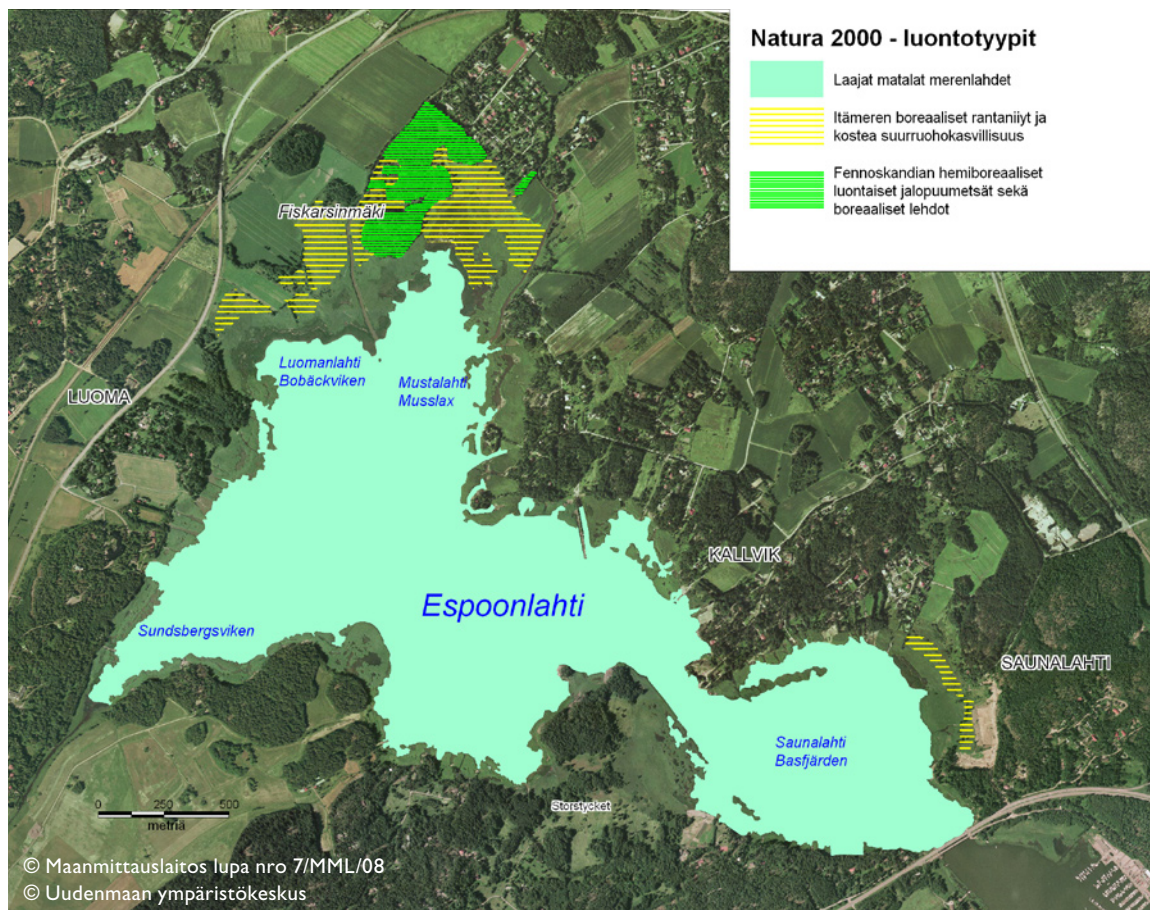 Natura 2000 - luontotyypit
Laajat matalat merenlahdet
Itämeren boreaaliset rantaniiyt ja
kostea suurruohokasvillisuus
Fennoskandian hemiboreaaliset
luontaiset jalopuumetsät sekä
boreaaliset lehdot
Fiskarsinmäki
Luomanlahti
Bobäckviken
Mustalahti
Musslax
LUOMA
KALLVIK
Espoonlahti
Sundsbergsviken
SAUNALAHTI
Saunalahti
Basfjärden
Storstycket
0 250 500
metriä
© Maanmittauslaitos lupa nro 7/MML/08
© Uudenmaan ympäristökeskus